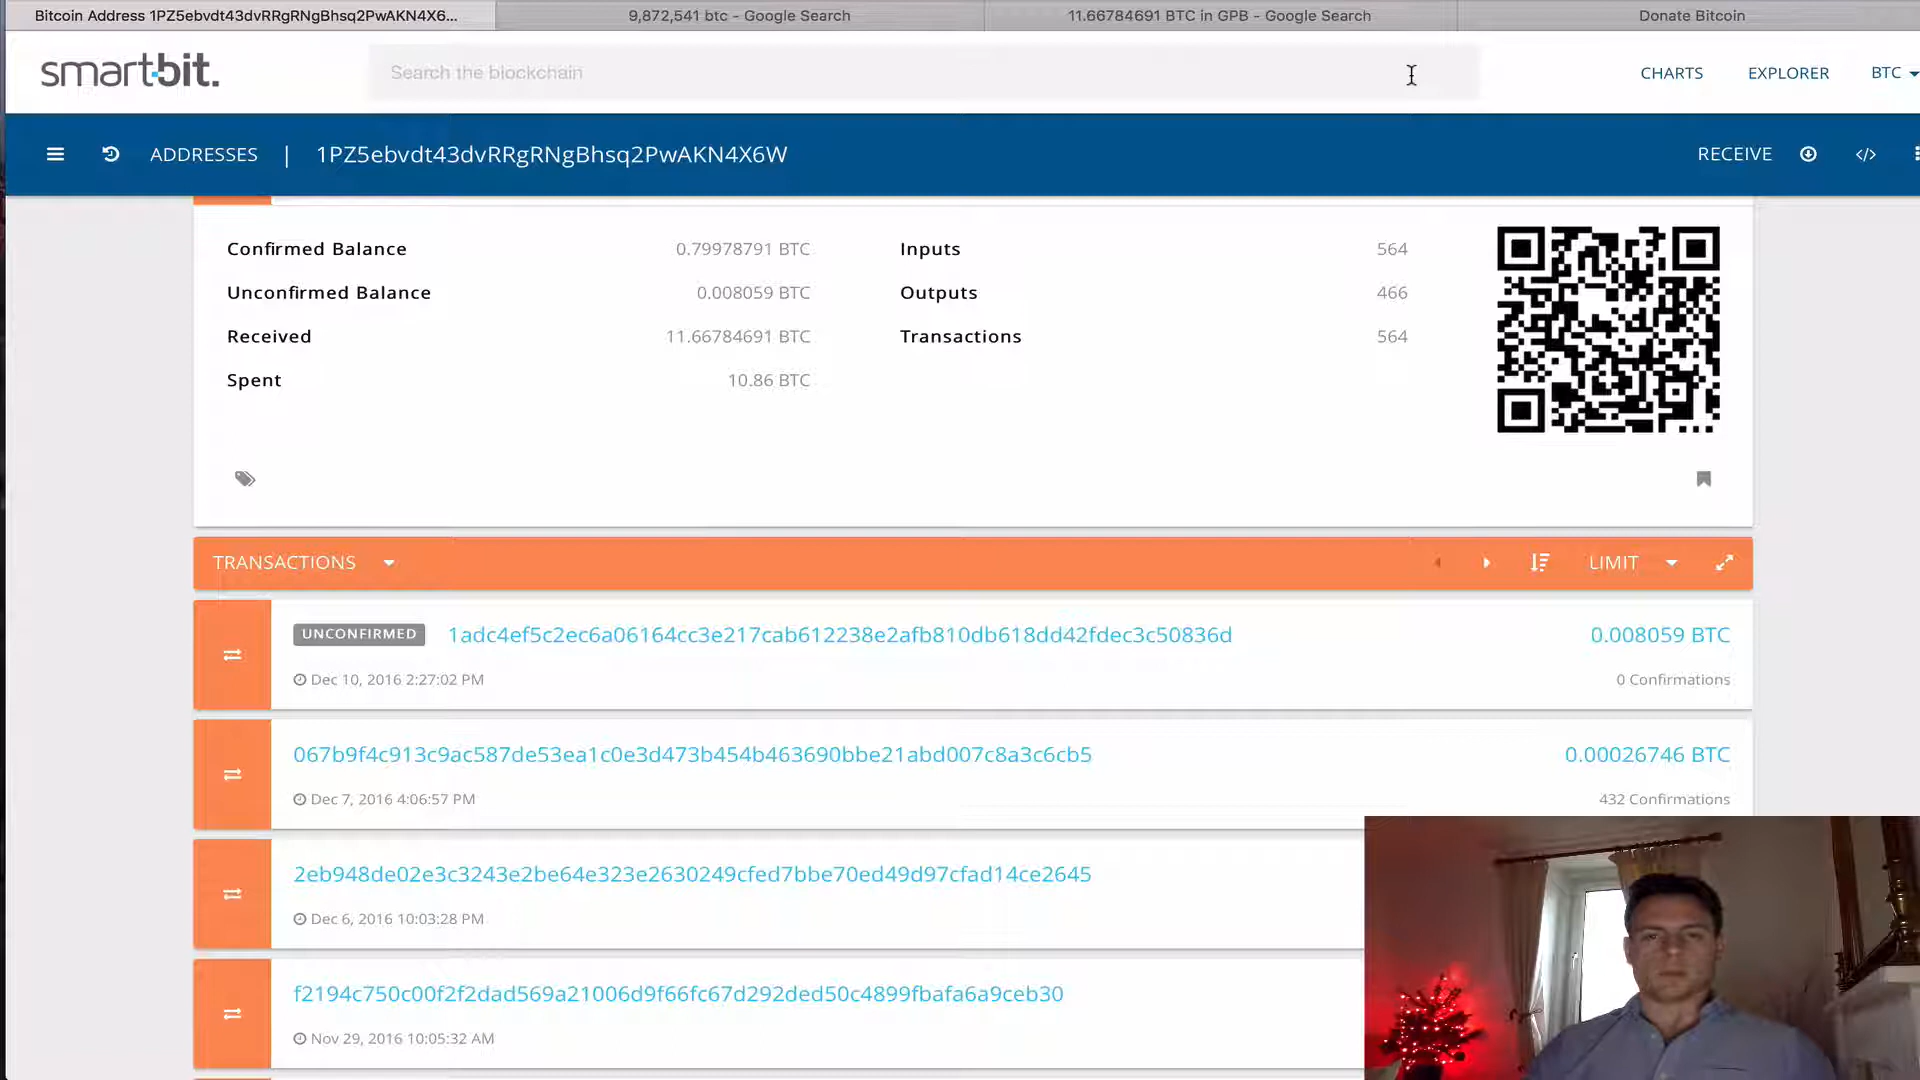 Bitcoin Address 1PZ5ebvdt43dvRRgRNgBhsq2PwAKN4X6...
9,872,541 btc - Google Search
11.66784691 BTC in GPB - Google Search
Donate Bitcoin
smartbit.
Search the blockchain
CHARTS
EXPLORER
BTC
ADDRESSES | 1PZ5ebvdt43dvRRgRNgBhsq2PwAKN4X6W
RECEIVE
Confirmed Balance 0.79978791 BTC
Inputs 564
Unconfirmed Balance 0.008059 BTC
Outputs 466
Received 11.66784691 BTC
Transactions 564
Spent 10.86 BTC
TRANSACTIONS
LIMIT
UNCONFIRMED 1adc4ef5c2ec6a06164cc3e217cab612238e2afb810db618dd42fdec3c50836d 0.008059 BTC
Dec 10, 2016 2:27:02 PM 0 Confirmations
067b9f4c913c9ac587de53ea1c0e3d473b454b463690bbe21abd007c8a3c6cb5 0.00026746 BTC
Dec 7, 2016 4:06:57 PM 432 Confirmations
2eb948de02e3c3243e2be64e323e2630249cfed7bbe70ed49d97cfad14ce2645
Dec 6, 2016 10:03:28 PM
f2194c750c00f2f2dad569a21006d9f66fc67d292ded50c4899fbafa6a9ceb30
Nov 29, 2016 10:05:32 AM